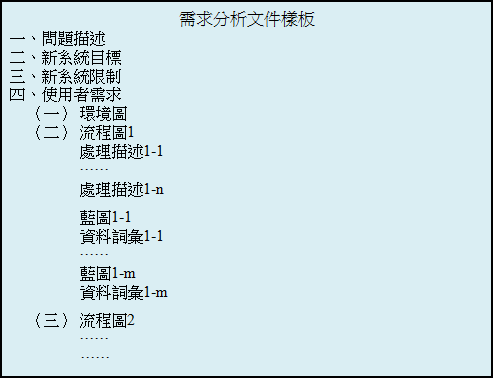 需求分析文件樣板
一、問題描述
二、新系統目標
三、新系統限制
四、使用者需求
（一） 環境圖
（二） 流程圖1
處理描述1-1
……
處理描述1-n
藍圖1-1
資料詞彙1-1
……
藍圖1-m
資料詞彙1-m
（三） 流程圖2
……
……